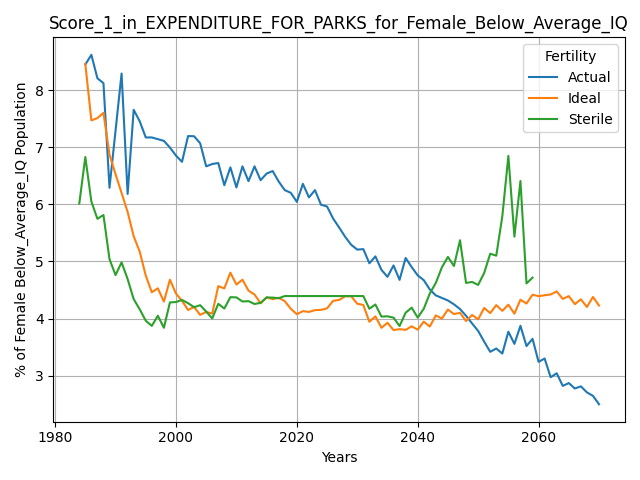 Score_1_in_EXPENDITURE_FOR_PARKS_for_Female_Below_Average_IQ
% of Female Below_Average_IQ Population
8
7
6
5
4
3
Fertility
Actual
Ideal
Sterile
1980
2000
2020
2040
2060
Years